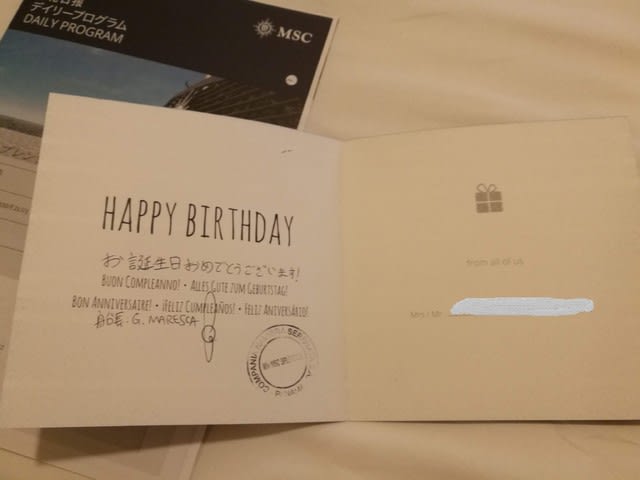 デイリープログラム
DAILY PROGRAM
MSC
HAPPY BIRTHDAY
お誕生日おめでとうございます!
BUON COMPLEANNO! • ALLES GUTE ZUM GEBURTSTAG!
BON ANNIVERSAIRE! • ¡FELIZ CUMPLEAÑOS! • FELIZ ANIVERSÁRIO!
船長: G. MARESCA
PANAMA
from all of us
Mrs / Mr